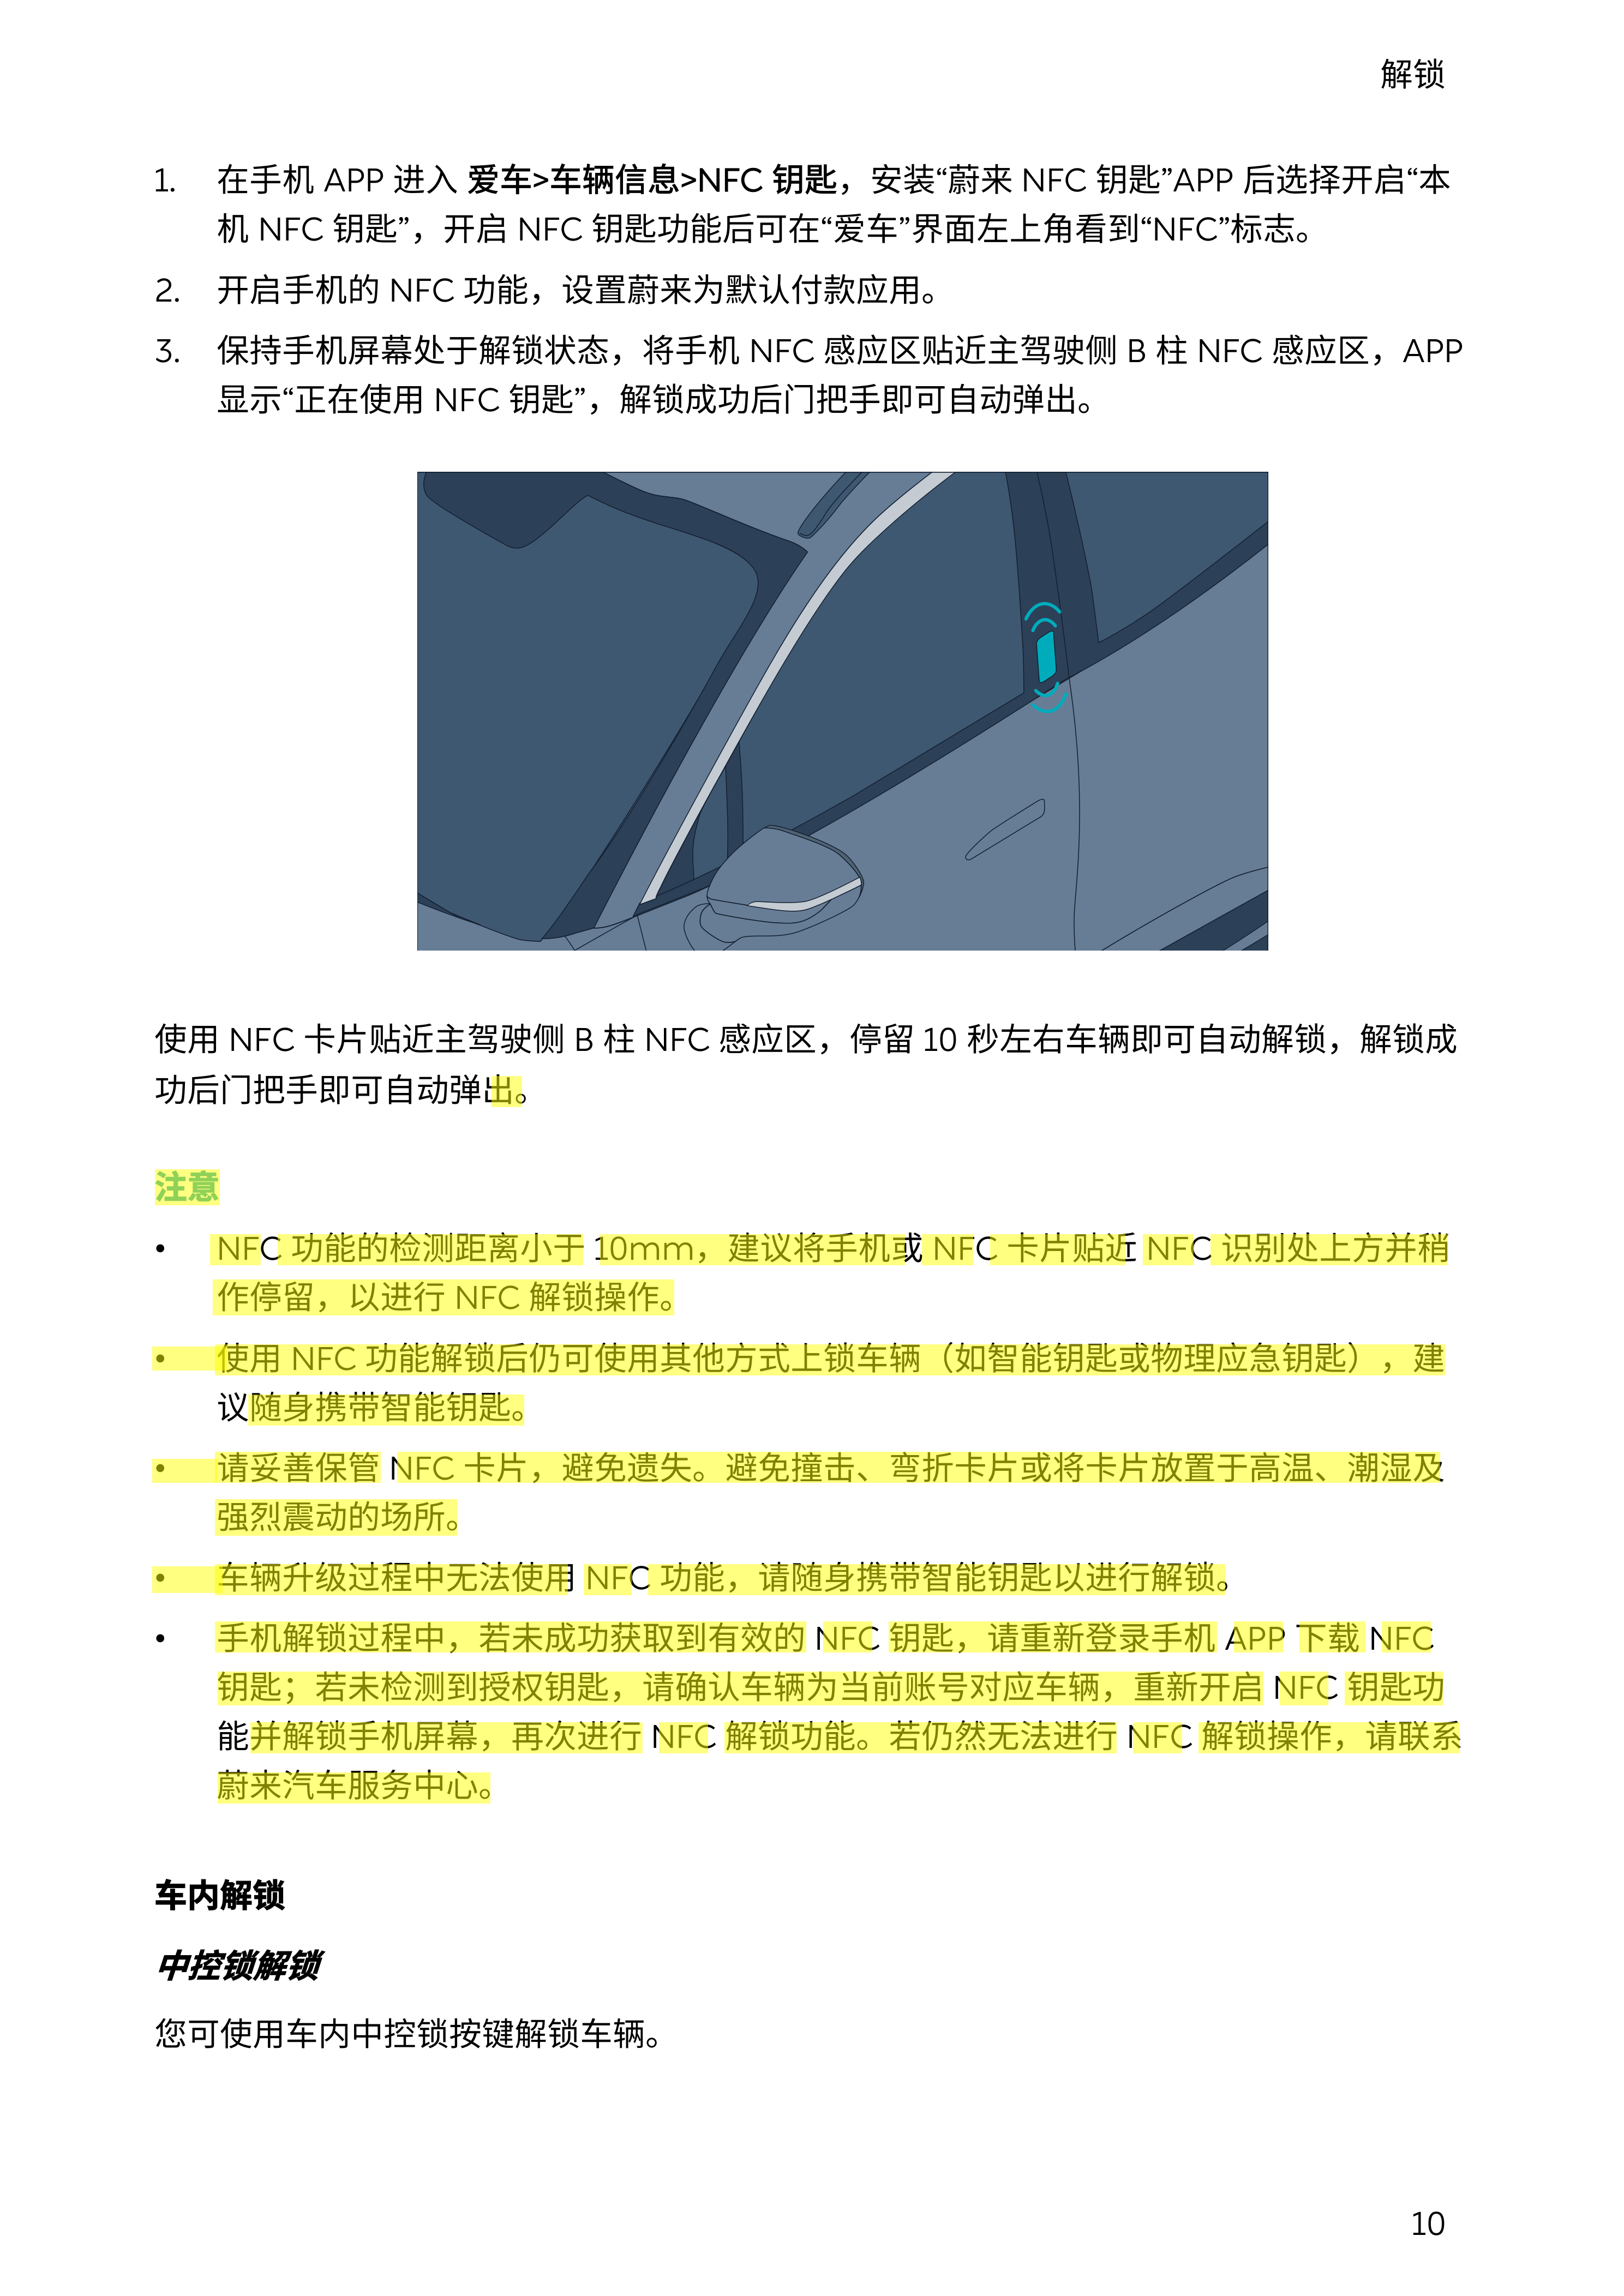 解锁
1. 在手机 APP 进入 爱车>车辆信息>NFC 钥匙，安装“蔚来 NFC 钥匙”APP 后选择开启“本
机 NFC 钥匙”，开启 NFC 钥匙功能后可在“爱车”界面左上角看到“NFC”标志。
2. 开启手机的 NFC 功能，设置蔚来为默认付款应用。
3. 保持手机屏幕处于解锁状态，将手机 NFC 感应区贴近主驾驶侧 B 柱 NFC 感应区，APP
显示“正在使用 NFC 钥匙”，解锁成功后门把手即可自动弹出。
使用 NFC 卡片贴近主驾驶侧 B 柱 NFC 感应区，停留 10 秒左右车辆即可自动解锁，解锁成
功后门把手即可自动弹出。
注意
• NFC 功能的检测距离小于 10mm，建议将手机或 NFC 卡片贴近 NFC 识别处上方并稍
作停留，以进行 NFC 解锁操作。
• 使用 NFC 功能解锁后仍可使用其他方式上锁车辆（如智能钥匙或物理应急钥匙），建
议随身携带智能钥匙。
• 请妥善保管 NFC 卡片，避免遗失。避免撞击、弯折卡片或将卡片放置于高温、潮湿及
强烈震动的场所。
• 车辆升级过程中无法使用 NFC 功能，请随身携带智能钥匙以进行解锁。
• 手机解锁过程中，若未成功获取到有效的 NFC 钥匙，请重新登录手机 APP 下载 NFC
钥匙；若未检测到授权钥匙，请确认车辆为当前账号对应车辆，重新开启 NFC 钥匙功
能并解锁手机屏幕，再次进行 NFC 解锁功能。若仍然无法进行 NFC 解锁操作，请联系
蔚来汽车服务中心。
车内解锁
中控锁解锁
您可使用车内中控锁按键解锁车辆。
10